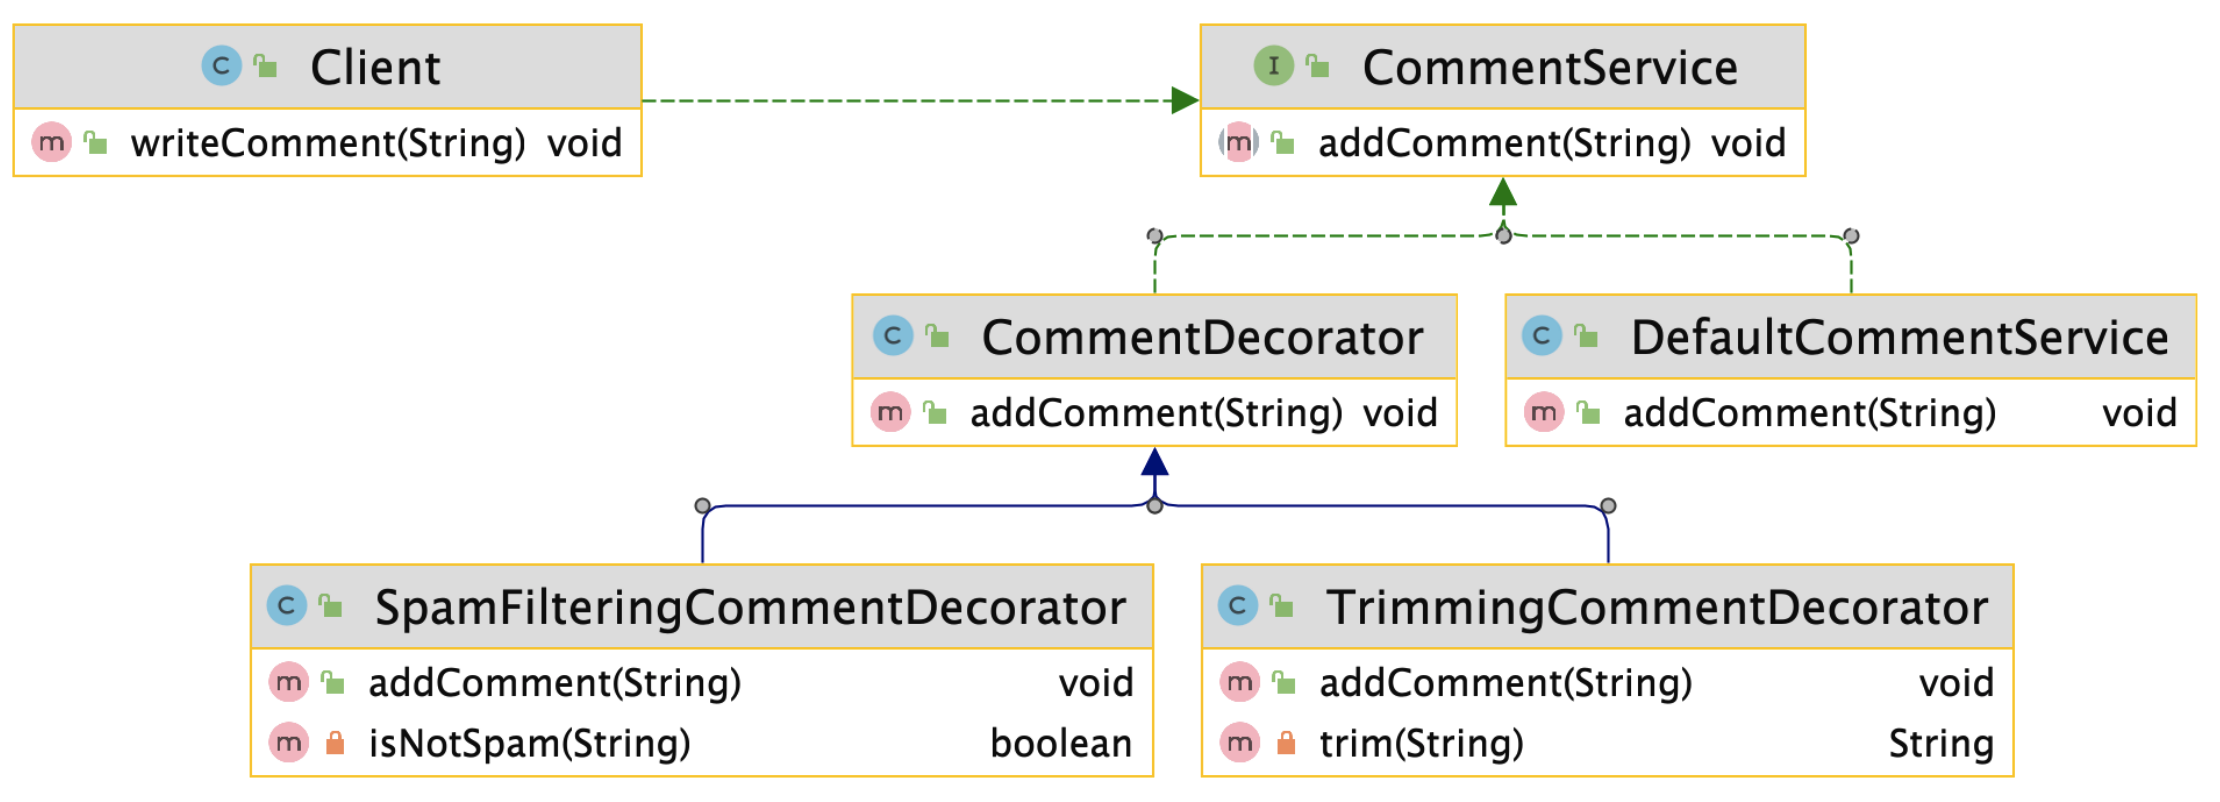 C Client
m writeComment(String) void
I CommentService
m addComment(String) void
C CommentDecorator
m addComment(String) void
C DefaultCommentService
m addComment(String) void
C SpamFilteringCommentDecorator
m addComment(String) void
m isNotSpam(String) boolean
C TrimmingCommentDecorator
m addComment(String) void
m trim(String) String